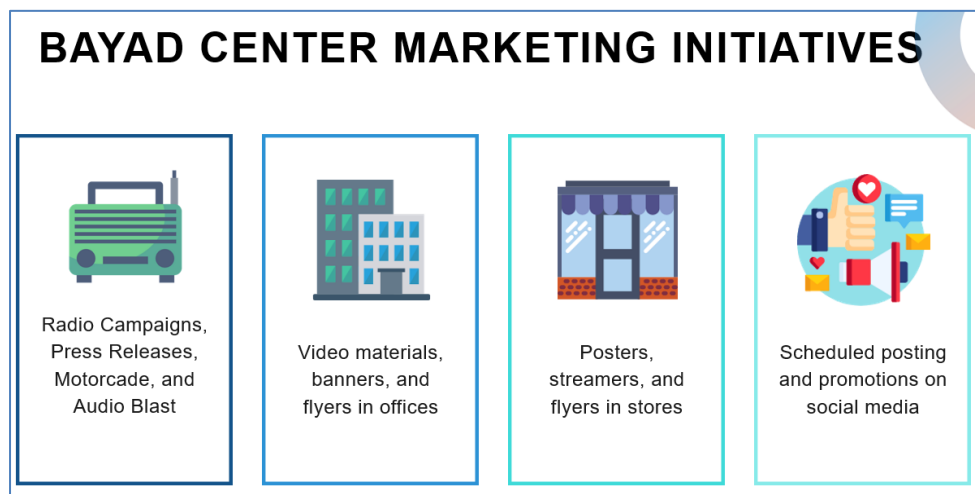 BAYAD CENTER MARKETING INITIATIVES
Radio Campaigns,
Press Releases,
Motorcade, and
Audio Blast
Video materials,
banners, and
flyers in offices
Posters,
streamers, and
flyers in stores
Scheduled posting
and promotions on
social media